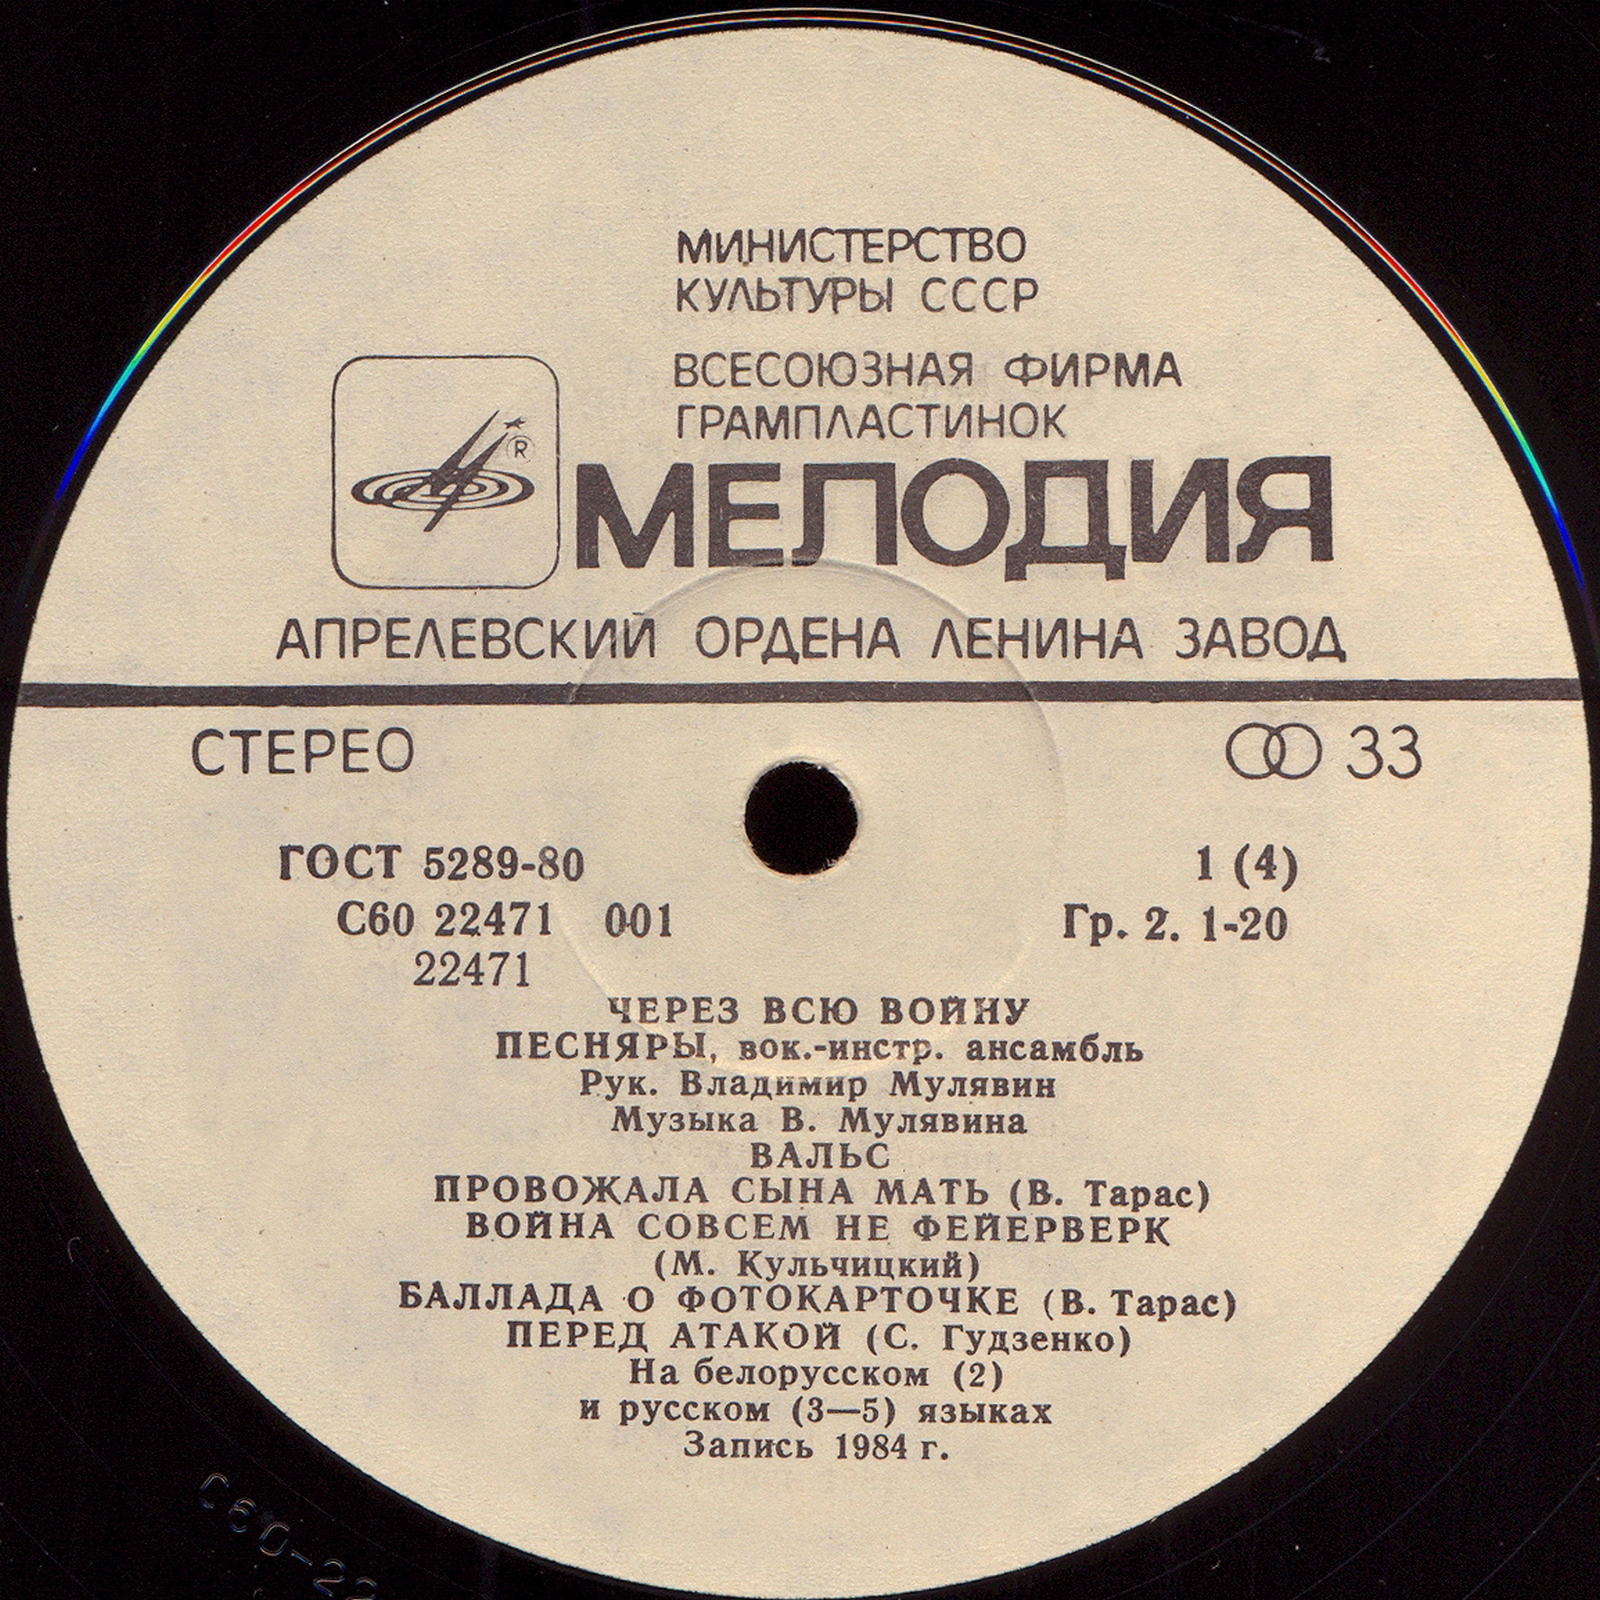 МИНИСТЕРСТВО
КУЛЬТУРЫ СССР
ВСЕСОЮЗНАЯ ФИРМА
ГРАМПЛАСТИНОК
®
МЕЛОДИЯ
АПРЕЛЕВСКИЙ ОРДЕНА ЛЕНИНА ЗАВОД
СТЕРЕО
33
ГОСТ 5289-80
1 (4)
С60 22471 001
Гр. 2. 1-20
22471
ЧЕРЕЗ ВСЮ ВОЙНУ
ПЕСНЯРЫ, вок.-инстр. ансамбль
Рук. Владимир Мулявин
Музыка В. Мулявина
ВАЛЬС
ПРОВОЖАЛА СЫНА МАТЬ (В. Тарас)
ВОЙНА СОВСЕМ НЕ ФЕЙЕРВЕРК
(М. Кульчицкий)
БАЛЛАДА О ФОТОКАРТОЧКЕ (В. Тарас)
ПЕРЕД АТАКОЙ (С. Гудзенко)
На белорусском (2)
и русском (3—5) языках
Запись 1984 г.